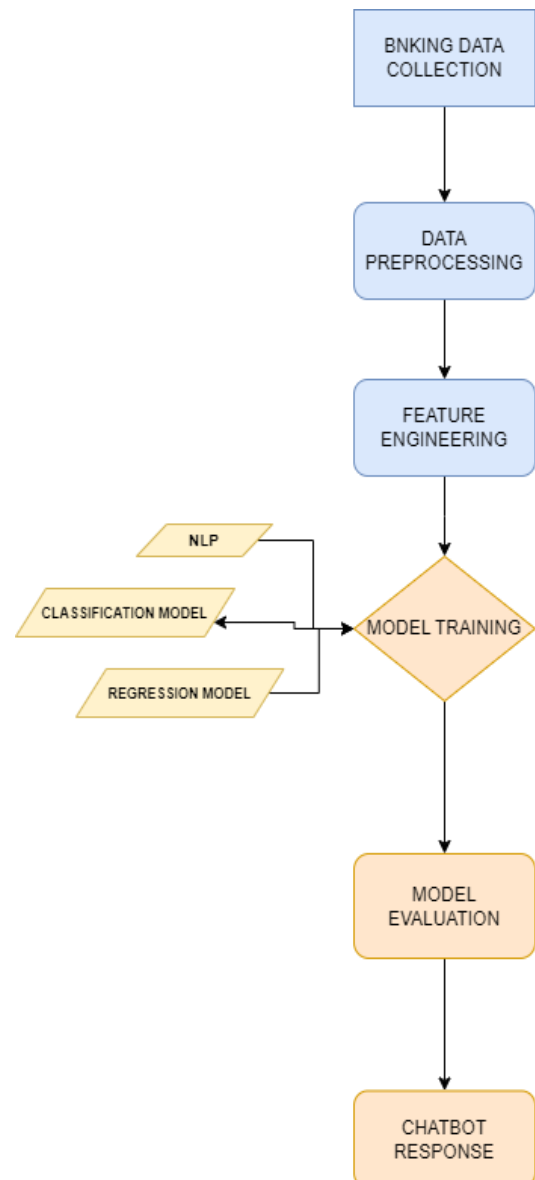 BNKING DATA
COLLECTION
DATA
PREPROCESSING
FEATURE
ENGINEERING
NLP
CLASSIFICATION MODEL
MODEL TRAINING
REGRESSION MODEL
MODEL
EVALUATION
CHATBOT
RESPONSE